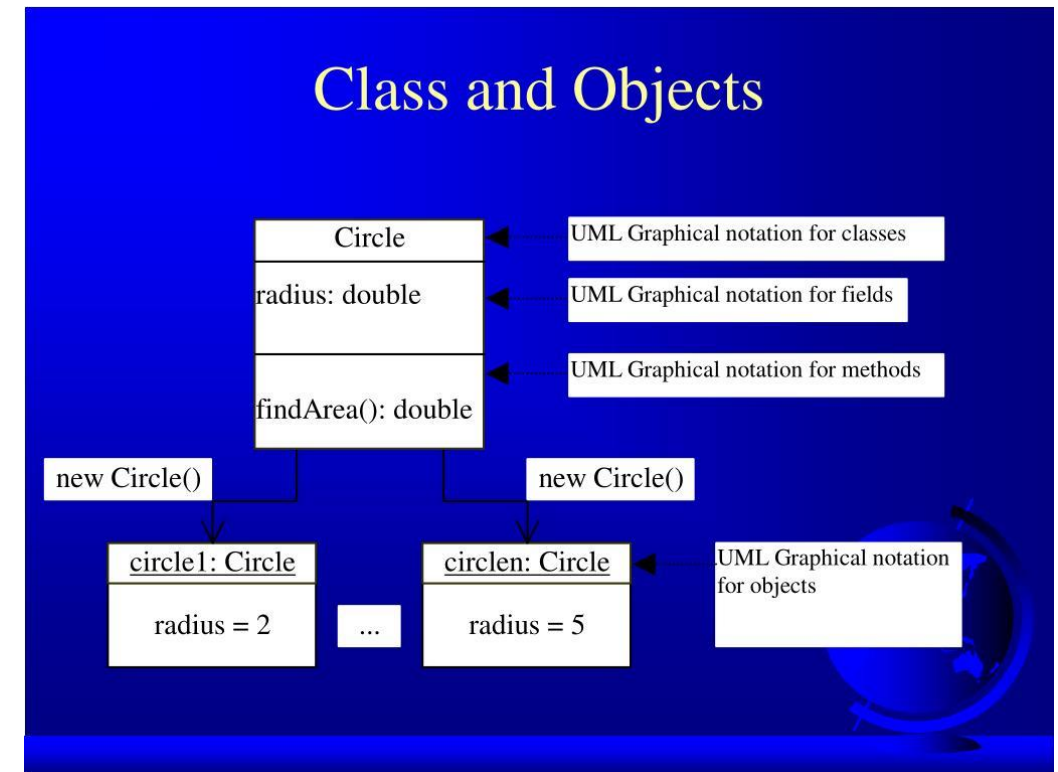 Class and Objects
Circle
UML Graphical notation for classes
radius: double
UML Graphical notation for fields
UML Graphical notation for methods
findArea(): double
new Circle()
new Circle()
circle1: Circle
circlen: Circle
.UML Graphical notation
for objects
radius = 2
...
radius = 5